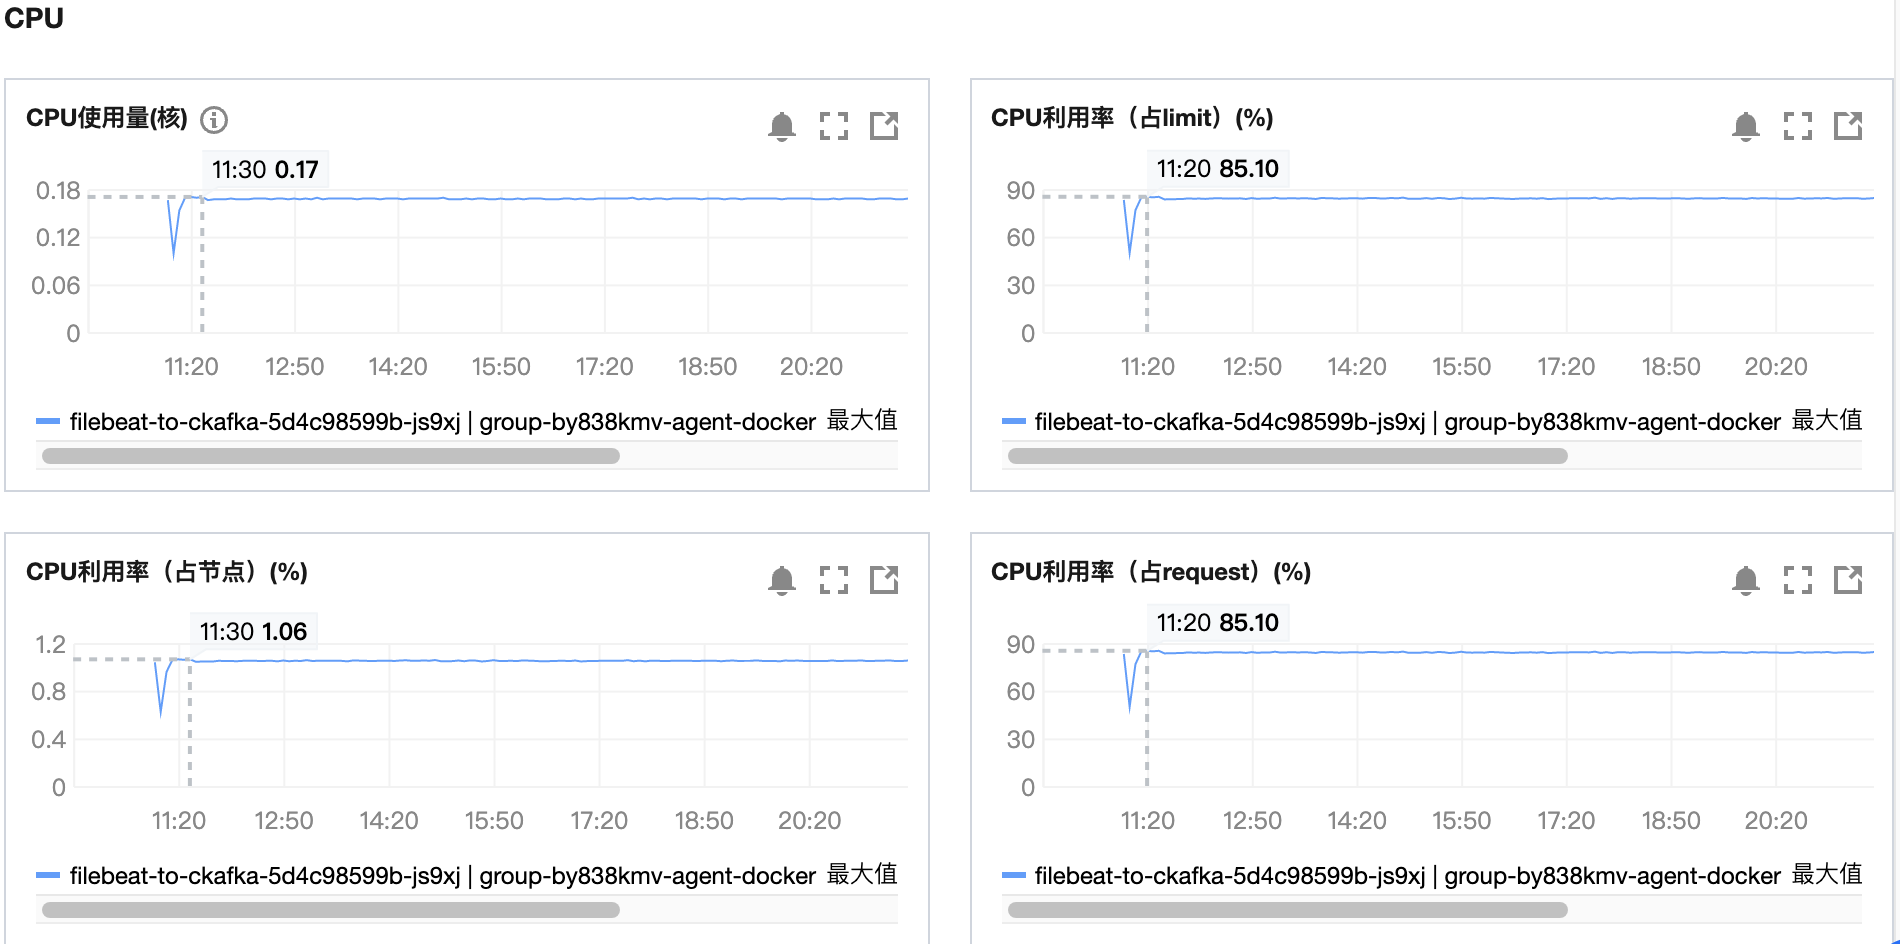 CPU
CPU使用量(核)
11:30 0.17
0.18
0.12
0.06
0
11:20 12:50 14:20 15:50 17:20 18:50 20:20
filebeat-to-ckafka-5d4c98599b-js9xj | group-by838kmv-agent-docker 最大值
CPU利用率（占limit）(%)
11:20 85.10
90
60
30
0
11:20 12:50 14:20 15:50 17:20 18:50 20:20
filebeat-to-ckafka-5d4c98599b-js9xj | group-by838kmv-agent-docker 最大值
CPU利用率（占节点）(%)
11:30 1.06
1.2
0.8
0.4
0
11:20 12:50 14:20 15:50 17:20 18:50 20:20
filebeat-to-ckafka-5d4c98599b-js9xj | group-by838kmv-agent-docker 最大值
CPU利用率（占request）(%)
11:20 85.10
90
60
30
0
11:20 12:50 14:20 15:50 17:20 18:50 20:20
filebeat-to-ckafka-5d4c98599b-js9xj | group-by838kmv-agent-docker 最大值